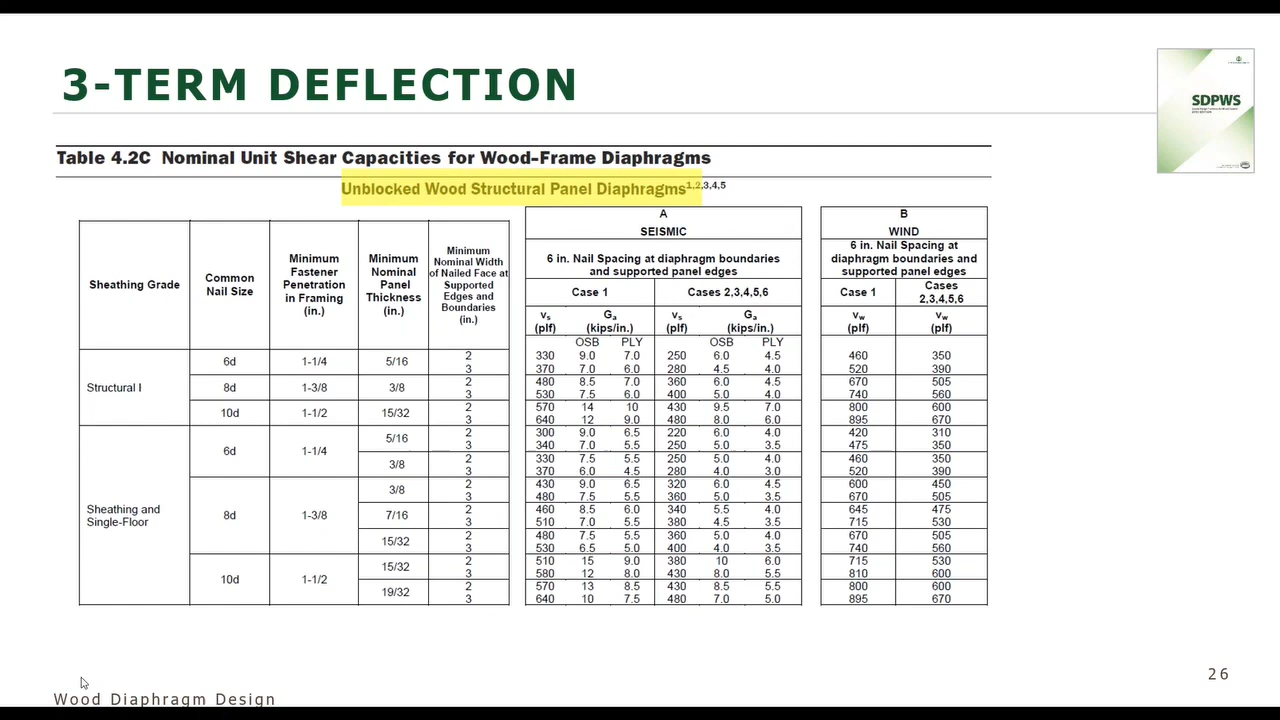 3-TERM DEFLECTION
SDPWS
Table 4.2C Nominal Unit Shear Capacities for Wood-Frame Diaphragms
Unblocked Wood Structural Panel Diaphragms1,2,3,4,5
A
B
SEISMIC
WIND
Sheathing Grade
Common
Nail Size
Minimum
Fastener
Penetration
in Framing
(in.)
Minimum
Nominal
Panel
Thickness
(in.)
Minimum
Nominal Width
of Nailed Face at
Supported
Edges and
Boundaries
(in.)
6 in. Nail Spacing at diaphragm boundaries
and supported panel edges
6 in. Nail Spacing at
diaphragm boundaries and
supported panel edges
Case 1
Cases 2,3,4,5,6
Case 1
Cases
2,3,4,5,6
vs
(plf)
Ga
(kips/in.)
vs
(plf)
Ga
(kips/in.)
vw
(plf)
vw
(plf)
OSB PLY OSB PLY
Structural I
6d 1-1/4 5/16
2 330 9.0 7.0 250 6.0 4.5 460 350
3 370 7.0 6.0 280 4.5 4.0 520 390
8d 1-3/8 3/8
2 480 8.5 7.0 360 6.0 4.5 670 505
3 530 7.5 6.0 400 5.0 4.0 740 560
10d 1-1/2 15/32
2 570 14 10 430 9.5 7.0 800 600
3 640 12 9.0 480 8.0 6.0 895 670
Sheathing and
Single-Floor
6d 1-1/4
5/16
2 300 9.0 6.5 220 6.0 4.0 420 310
3 340 7.0 5.5 250 5.0 3.5 475 350
3/8
2 330 7.5 5.5 250 5.0 4.0 460 350
3 370 6.0 4.5 280 4.0 3.0 520 390
8d 1-3/8
3/8
2 430 9.0 6.5 320 6.0 4.5 600 450
3 480 7.5 5.5 360 5.0 3.5 670 505
7/16
2 460 8.5 6.0 340 5.5 4.0 645 475
3 510 7.0 5.5 380 4.5 3.5 715 530
15/32
2 480 7.5 5.5 360 5.0 4.0 670 505
3 530 6.5 5.0 400 4.0 3.5 740 560
10d 1-1/2
15/32
2 510 15 9.0 380 10 6.0 715 530
3 580 12 8.0 430 8.0 5.5 810 600
19/32
2 570 13 8.5 430 8.5 5.5 800 600
3 640 10 7.5 480 7.0 5.0 895 670
26
Wood Diaphragm Design